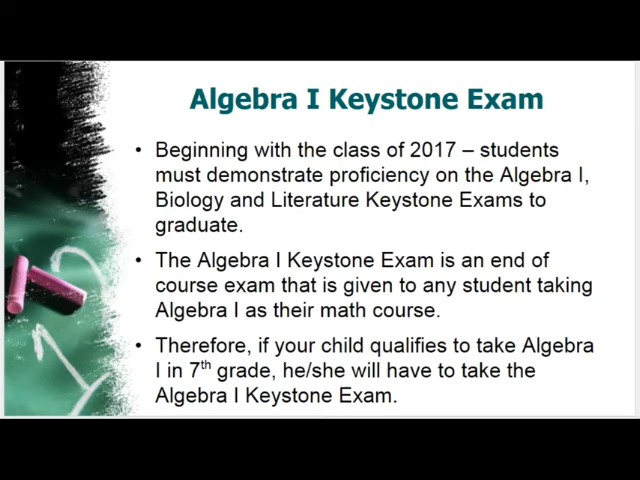 Algebra I Keystone Exam
• Beginning with the class of 2017 – students
must demonstrate proficiency on the Algebra I,
Biology and Literature Keystone Exams to
graduate.
• The Algebra I Keystone Exam is an end of
course exam that is given to any student taking
Algebra I as their math course.
• Therefore, if your child qualifies to take Algebra
I in 7th grade, he/she will have to take the
Algebra I Keystone Exam.